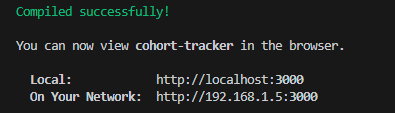 Compiled successfully!
You can now view cohort-tracker in the browser.
Local: http://localhost:3000
On Your Network: http://192.168.1.5:3000